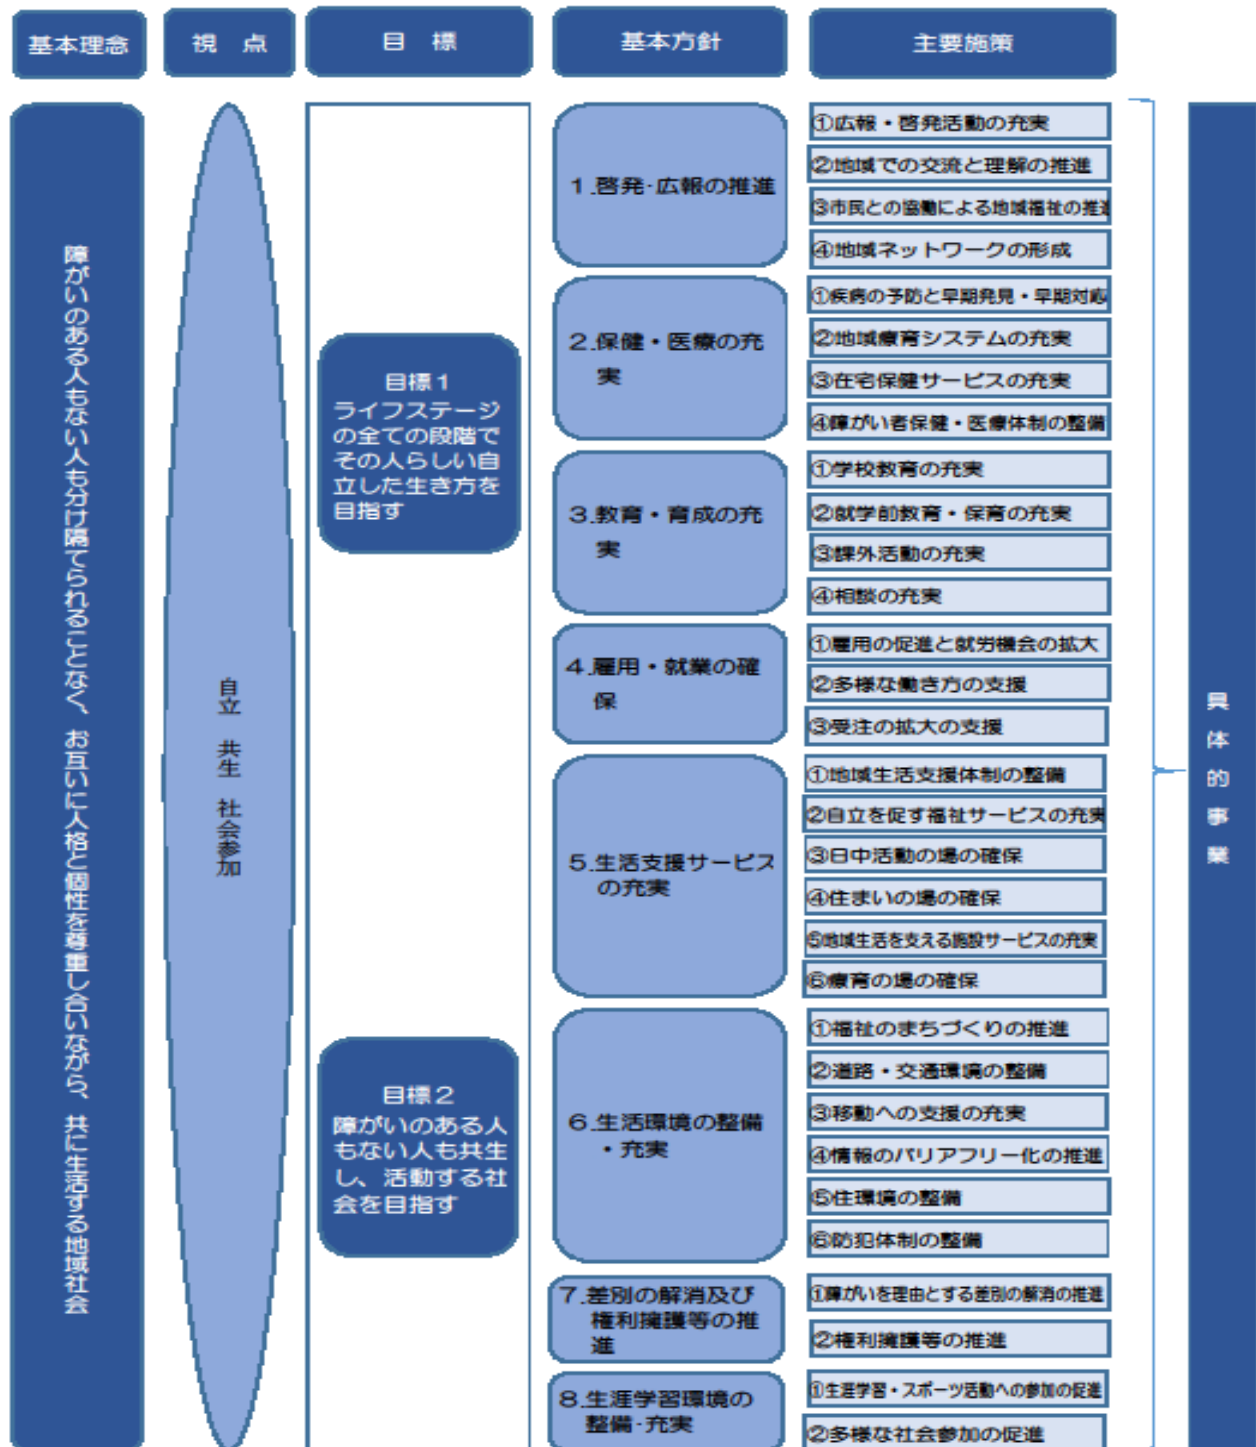 基本理念
視　点
目　標
基本方針
主要施策
障がいのある人もない人も分け隔てられることなく、お互いに人格と個性を尊重し合いながら、共に生活する地域社会
自立　共生　社会参加
目標１
ライフステージ
の全ての段階で
その人らしい自
立した生き方を
目指す
目標２
障がいのある人
もない人も共生
し、活動する社
会を目指す
１.啓発・広報の推進
①広報・啓発活動の充実
②地域での交流と理解の推進
③市民との協働による地域福祉の推進
④地域ネットワークの形成
２.保健・医療の充
実
①疾病の予防と早期発見・早期対応
②地域療育システムの充実
③在宅保健サービスの充実
④障がい者保健・医療体制の整備
３.教育・育成の充
実
①学校教育の充実
②就学前教育・保育の充実
③課外活動の充実
④相談の充実
４.雇用・就業の確
保
①雇用の促進と就労機会の拡大
②多様な働き方の支援
③受注の拡大の支援
５.生活支援サービス
の充実
①地域生活支援体制の整備
②自立を促す福祉サービスの充実
③日中活動の場の確保
④住まいの場の確保
⑤地域生活を支える施設サービスの充実
⑥療育の場の確保
６.生活環境の整備
・充実
①福祉のまちづくりの推進
②道路・交通環境の整備
③移動への支援の充実
④情報のバリアフリー化の推進
⑤住環境の整備
⑥防犯体制の整備
７.差別の解消及び
権利擁護等の推
進
①障がいを理由とする差別の解消の推進
②権利擁護等の推進
８.生涯学習環境の
整備・充実
①生涯学習・スポーツ活動への参加の促進
②多様な社会参加の促進
具体的事業